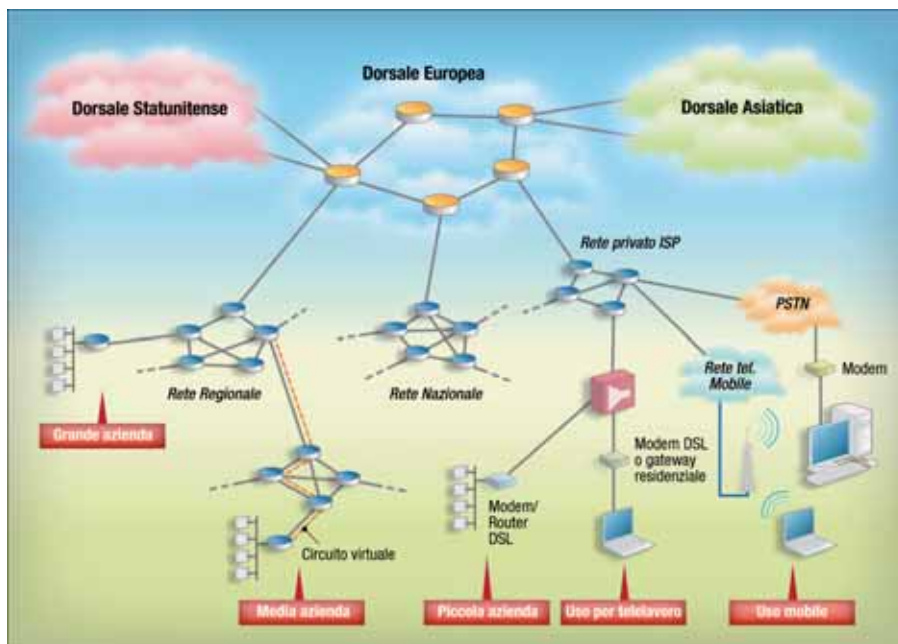 Dorsale Europea
Dorsale Statunitense
Dorsale Asiatica
Rete privato ISP
PSTN
Rete tel.
Mobile
Modem
Rete Regionale
Rete Nazionale
Grande azienda
Modem DSL
o gateway
residenziale
Modem/
Router
DSL
Circuito virtuale
Media azienda
Piccola azienda
Uso per telelavoro
Uso mobile